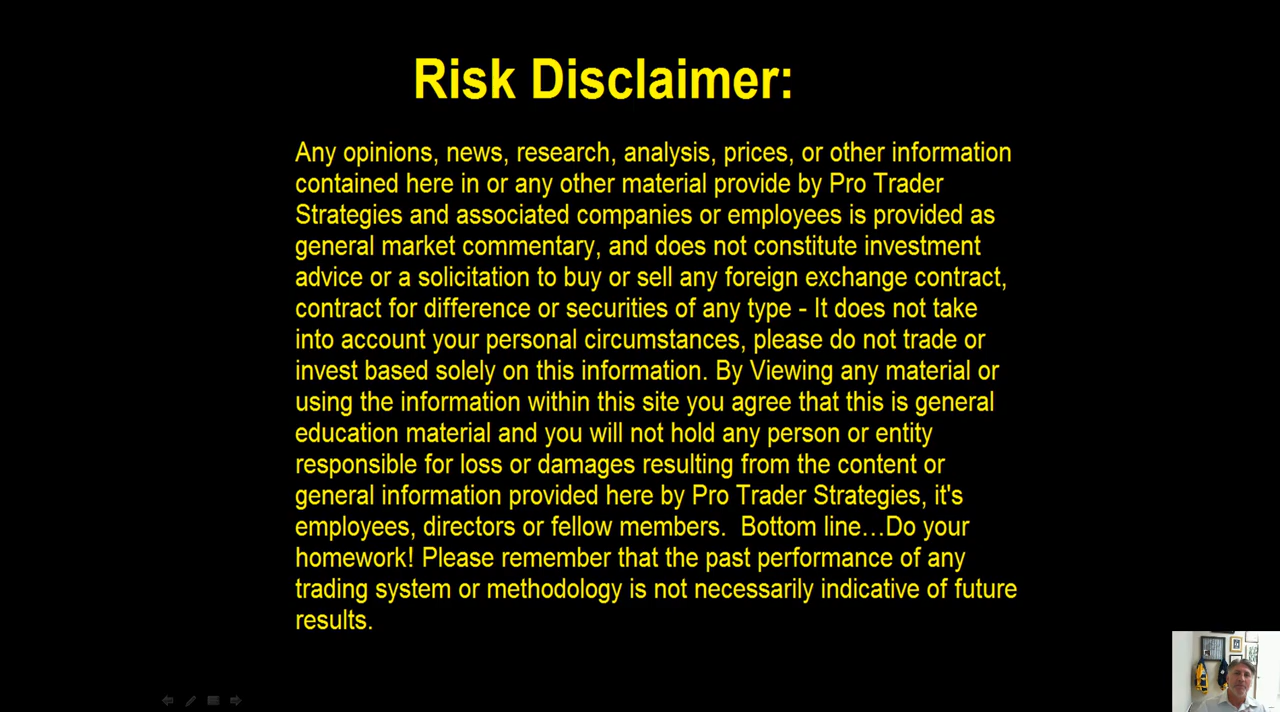 Risk Disclaimer:
Any opinions, news, research, analysis, prices, or other information
contained here in or any other material provide by Pro Trader
Strategies and associated companies or employees is provided as
general market commentary, and does not constitute investment
advice or a solicitation to buy or sell any foreign exchange contract,
contract for difference or securities of any type - It does not take
into account your personal circumstances, please do not trade or
invest based solely on this information. By Viewing any material or
using the information within this site you agree that this is general
education material and you will not hold any person or entity
responsible for loss or damages resulting from the content or
general information provided here by Pro Trader Strategies, it's
employees, directors or fellow members.  Bottom line…Do your
homework! Please remember that the past performance of any
trading system or methodology is not necessarily indicative of future
results.